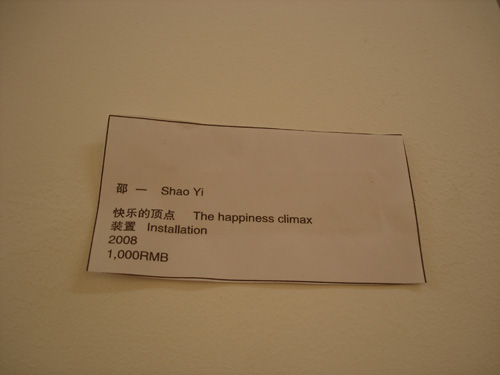 邵 一 Shao Yi
快乐的顶点 The happiness climax
装置 Installation
2008
1,000RMB